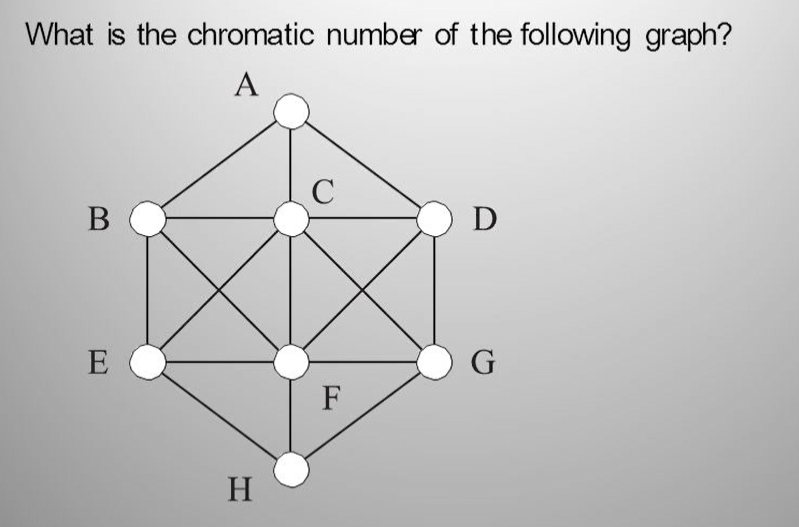 What is the chromatic number of the following graph?
A
C
B
D
E
G
F
H